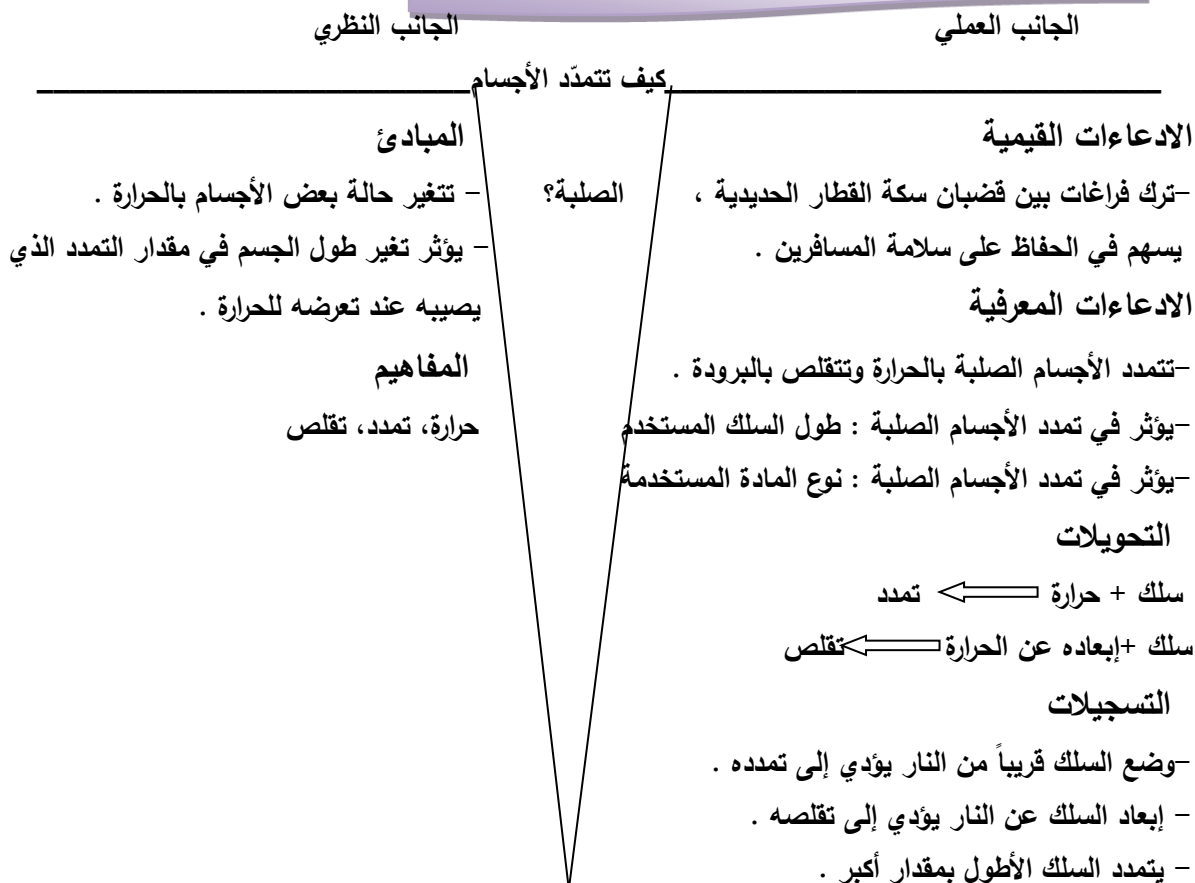 الجانب العملي
الجانب النظري
كيف تتمدّد الأجسام
الصلبة؟
الادعاءات القيمية
-ترك فراغات بين قضبان سكة القطار الحديدية ،
يسهم في الحفاظ على سلامة المسافرين .
الادعاءات المعرفية
-تتمدد الأجسام الصلبة بالحرارة وتتقلص بالبرودة .
-يؤثر في تمدد الأجسام الصلبة : طول السلك المستخدم
-يؤثر في تمدد الأجسام الصلبة : نوع المادة المستخدمة
التحويلات
سلك + حرارة تمدد
سلك +إبعاده عن الحرارة تقلص
التسجيلات
-وضع السلك قريباً من النار يؤدي إلى تمدده .
- إبعاد السلك عن النار يؤدي إلى تقلصه .
- يتمدد السلك الأطول بمقدار أكبر .
المبادئ
- تتغير حالة بعض الأجسام بالحرارة .
- يؤثر تغير طول الجسم في مقدار التمدد الذي
يصيبه عند تعرضه للحرارة .
المفاهيم
حرارة، تمدد، تقلص